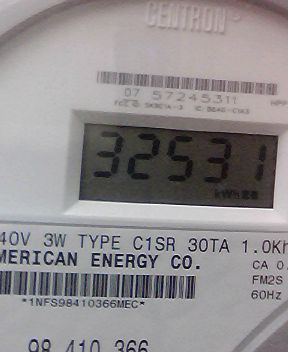 CENTRON
07 57245311
32531
kWh
40V 3W TYPE C1SR 30TA 1.0Kh
MERICAN ENERGY CO.
CA 0.
FM2S
60Hz
*1NFS98410366MEC*
98 410 366